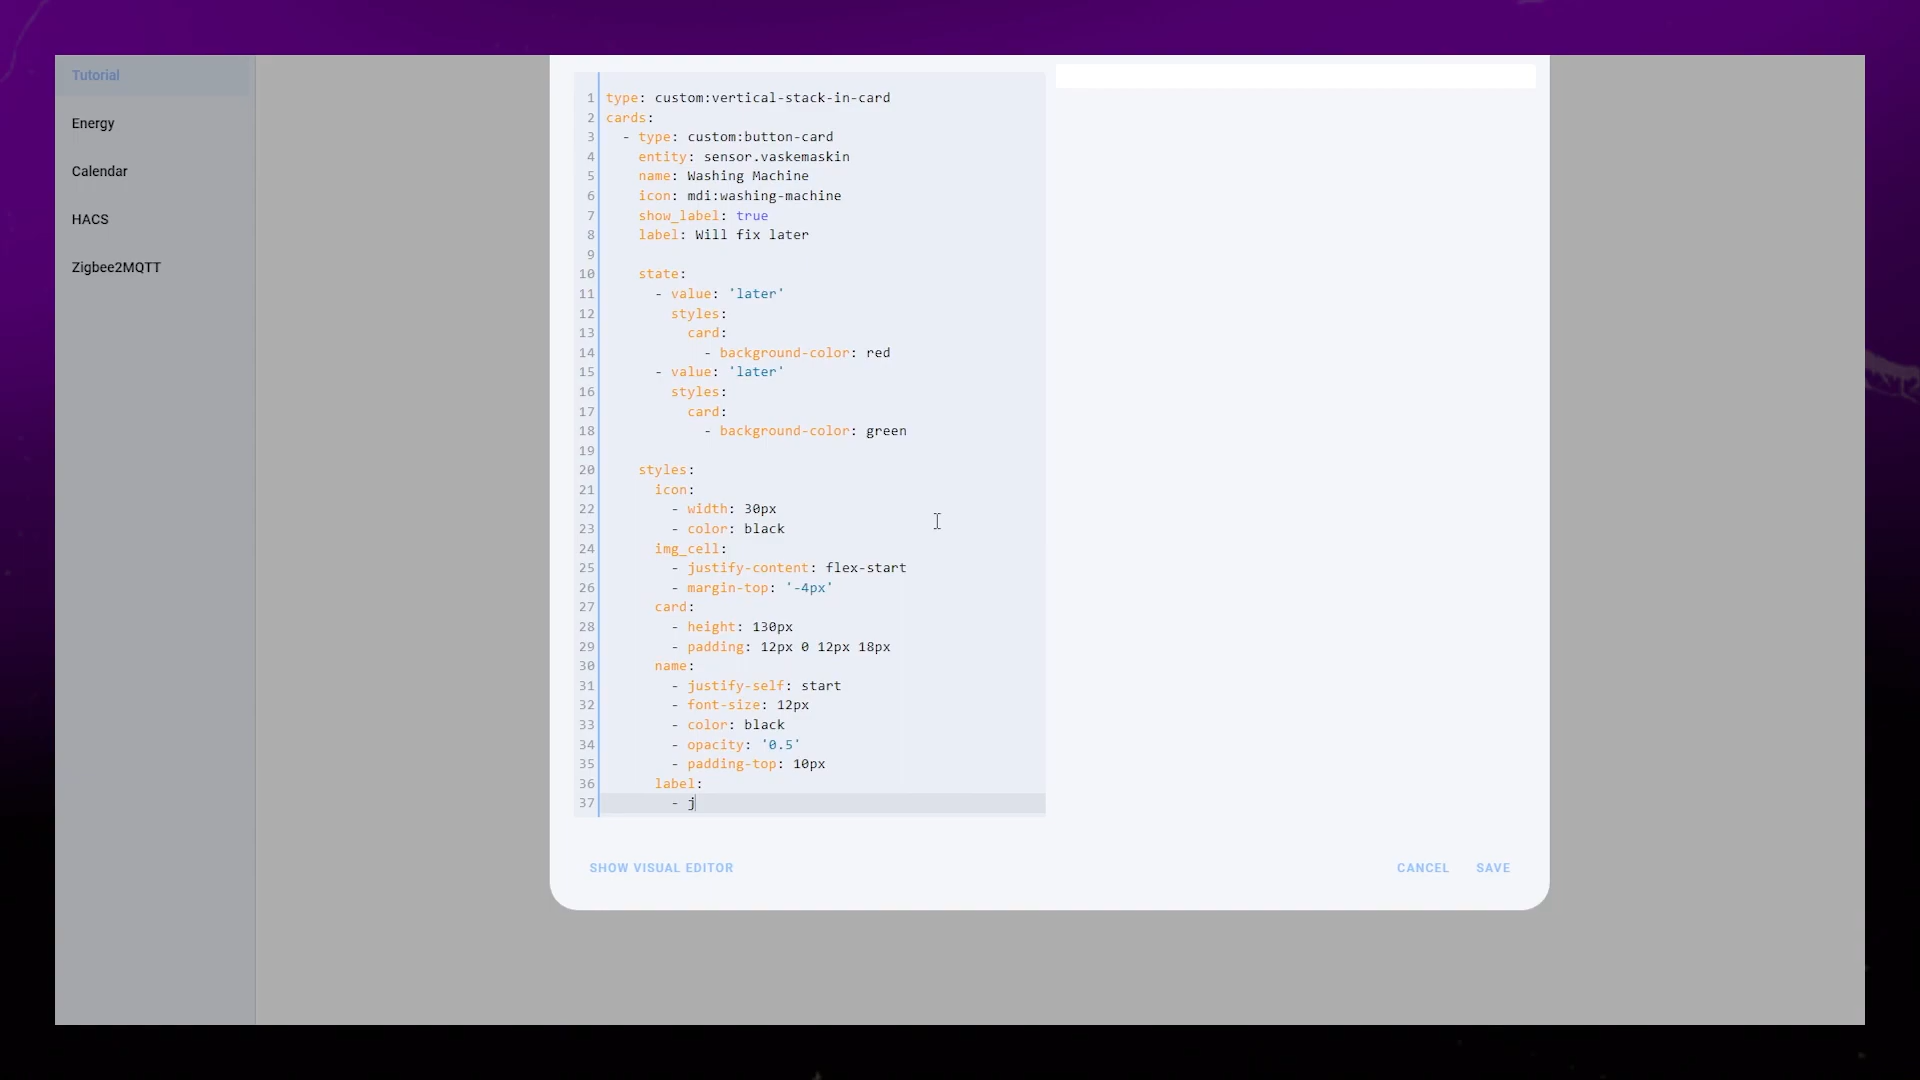 Tutorial
Energy
Calendar
HACS
Zigbee2MQTT
1 type: custom:vertical-stack-in-card
2 cards:
3   - type: custom:button-card
4     entity: sensor.vaskemaskin
5     name: Washing Machine
6     icon: mdi:washing-machine
7     show_label: true
8     label: Will fix later
9
10     state:
11       - value: 'later'
12         styles:
13           card:
14             - background-color: red
15       - value: 'later'
16         styles:
17           card:
18             - background-color: green
19
20     styles:
21       icon:
22         - width: 30px
23         - color: black
24       img_cell:
25         - justify-content: flex-start
26         - margin-top: '-4px'
27       card:
28         - height: 130px
29         - padding: 12px 0 12px 18px
30       name:
31         - justify-self: start
32         - font-size: 12px
33         - color: black
34         - opacity: '0.5'
35         - padding-top: 10px
36       label:
37         - j
SHOW VISUAL EDITOR
CANCEL SAVE